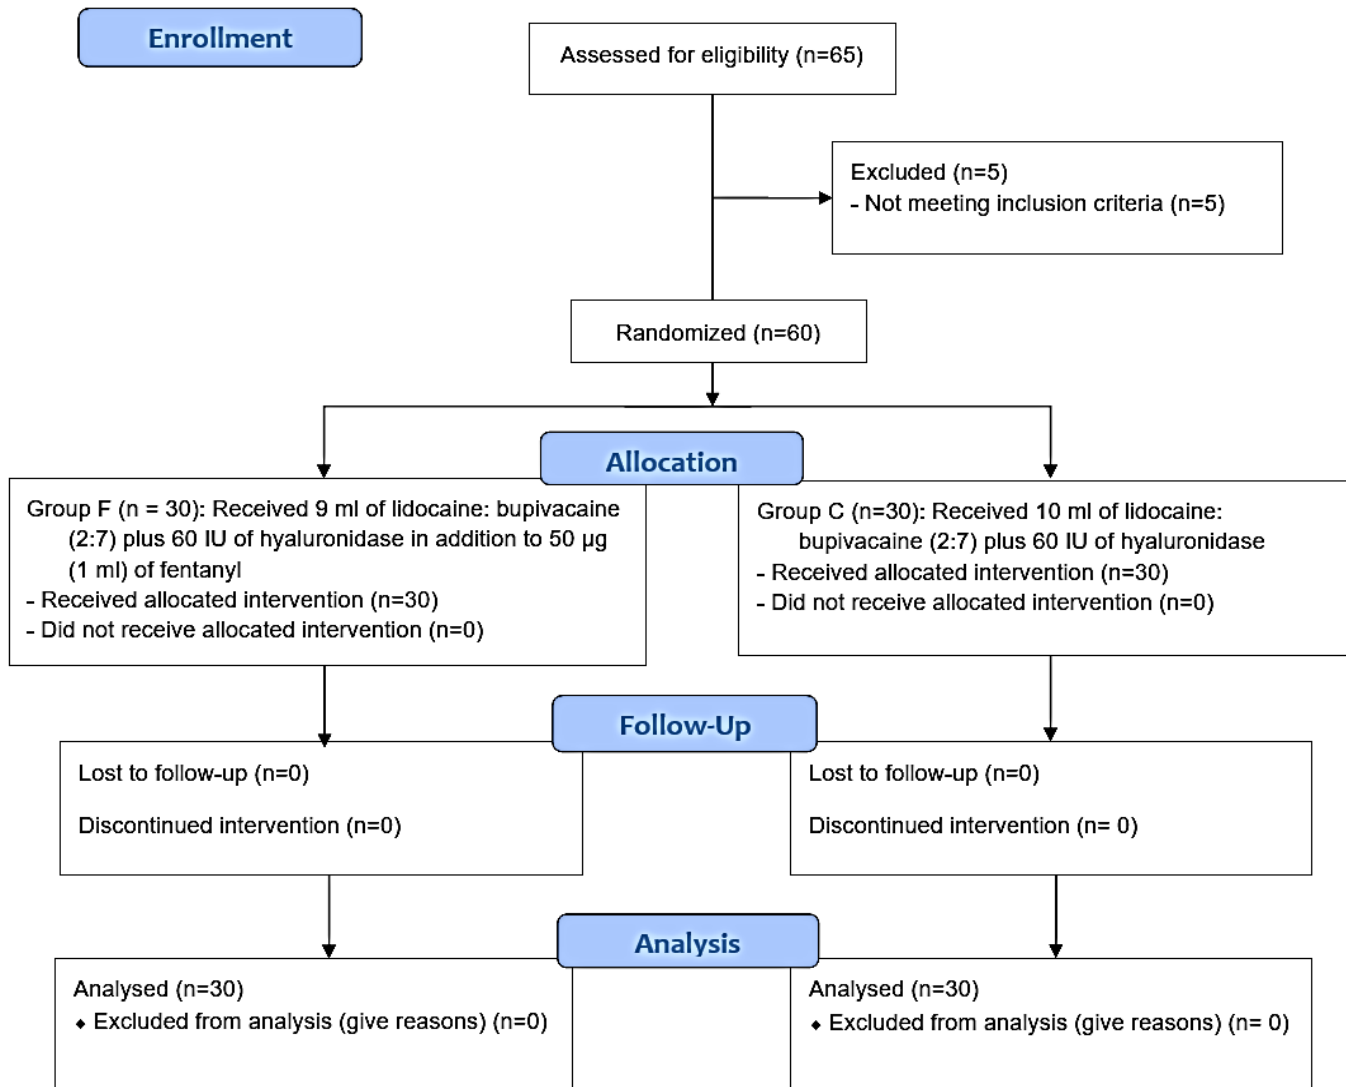 Enrollment
Assessed for eligibility (n=65)
Excluded (n=5)
- Not meeting inclusion criteria (n=5)
Randomized (n=60)
Allocation
Group F (n = 30): Received 9 ml of lidocaine: bupivacaine
(2:7) plus 60 IU of hyaluronidase in addition to 50 µg
(1 ml) of fentanyl
- Received allocated intervention (n=30)
- Did not receive allocated intervention (n=0)
Group C (n=30): Received 10 ml of lidocaine:
bupivacaine (2:7) plus 60 IU of hyaluronidase
- Received allocated intervention (n=30)
- Did not receive allocated intervention (n=0)
Follow-Up
Lost to follow-up (n=0)
Discontinued intervention (n=0)
Lost to follow-up (n=0)
Discontinued intervention (n= 0)
Analysis
Analysed (n=30)
⬥ Excluded from analysis (give reasons) (n=0)
Analysed (n=30)
⬥ Excluded from analysis (give reasons) (n= 0)